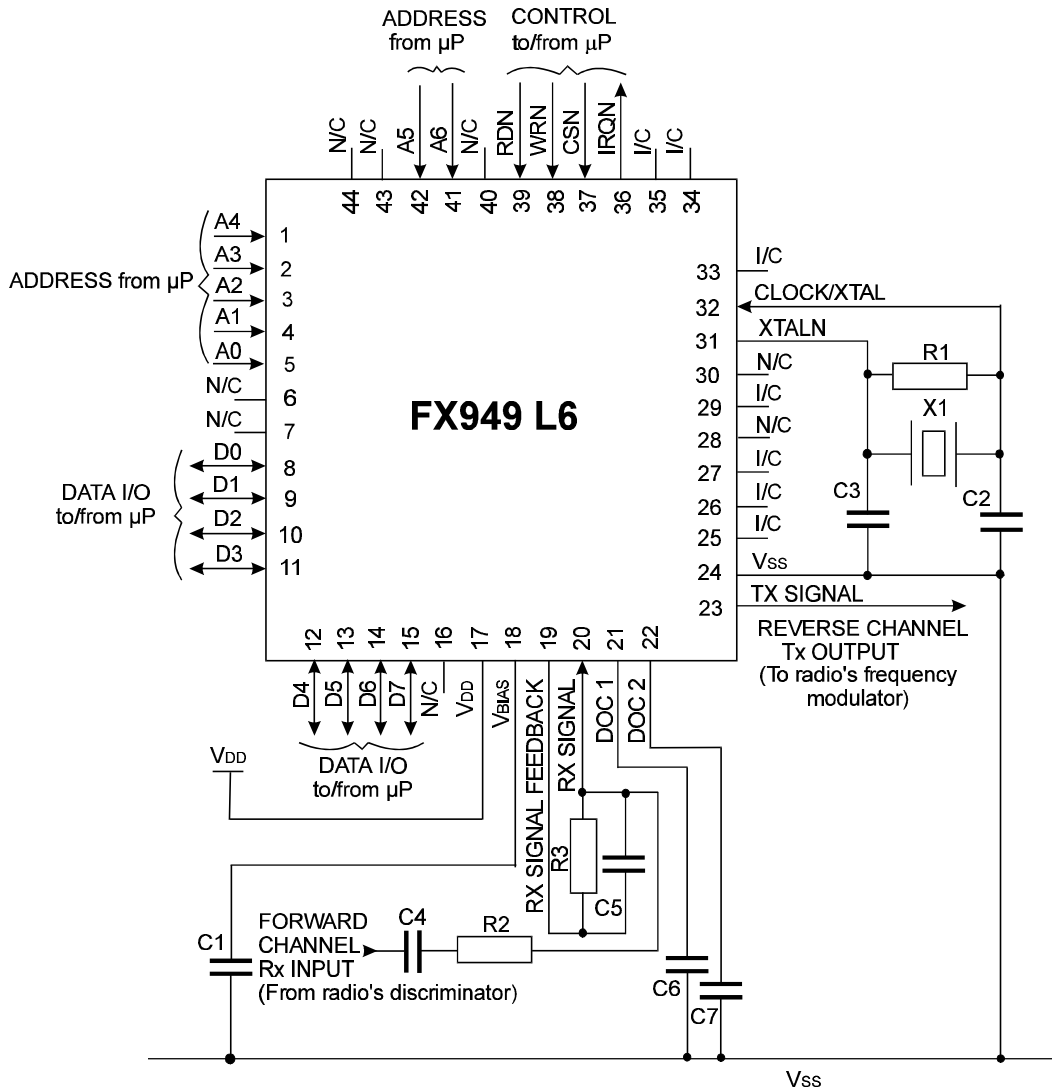 ADDRESS
from µP
CONTROL
to/from µP
N/C
N/C
A5
A6
N/C
RDN
WRN
CSN
IRQN
I/C
I/C
44
43
42
41
40
39
38
37
36
35
34
ADDRESS from µP
A4
1
A3
2
A2
3
A1
4
A0
5
N/C
6
N/C
7
DATA I/O
to/from µP
D0
8
D1
9
D2
10
D3
11
FX949 L6
33
I/C
32
CLOCK/XTAL
31
XTALN
30
N/C
29
I/C
28
N/C
27
I/C
26
I/C
25
I/C
24
VSS
23
TX SIGNAL
REVERSE CHANNEL
Tx OUTPUT
(To radio's frequency
modulator)
R1
X1
C3
C2
12
13
14
15
16
17
18
19
20
21
22
D4
D5
D6
D7
N/C
VDD
VBIAS
RX SIGNAL FEEDBACK
RX SIGNAL
DOC 1
DOC 2
DATA I/O
to/from µP
VDD
R3
C5
C1
FORWARD
CHANNEL
Rx INPUT
(From radio's discriminator)
C4
R2
C6
C7
VSS